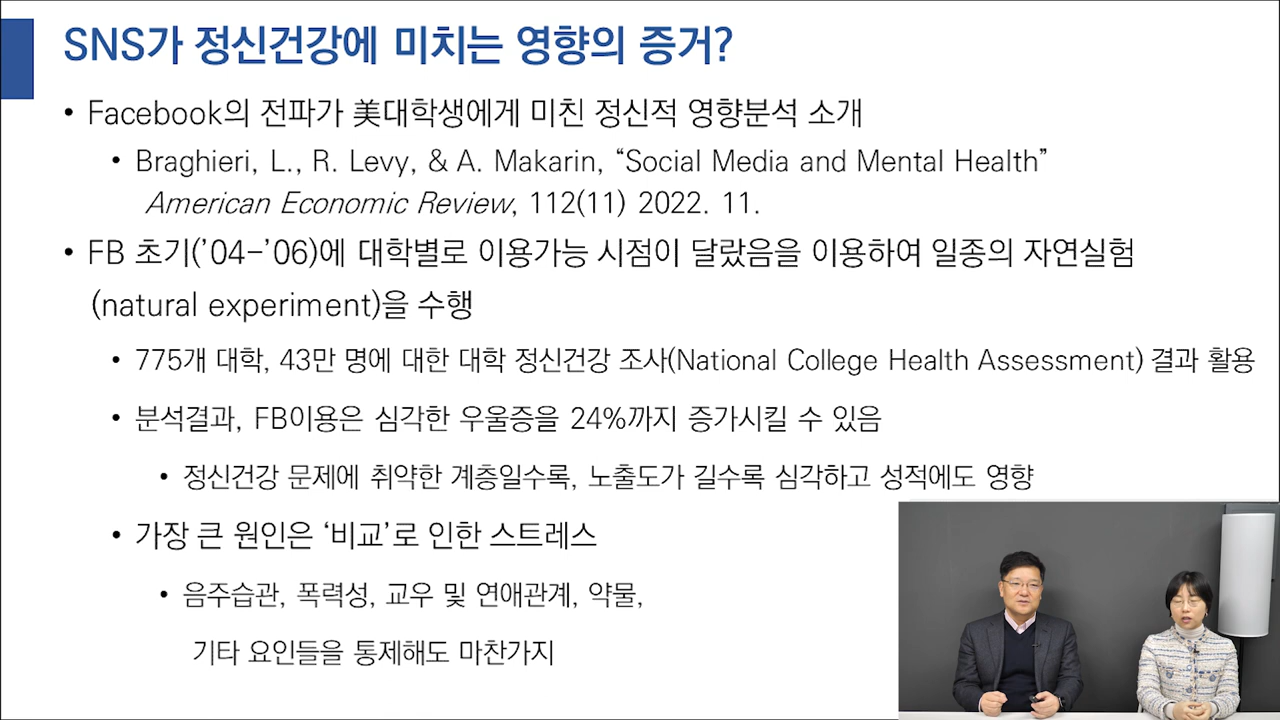 SNS가 정신건강에 미치는 영향의 증거?
• Facebook의 전파가 美대학생에게 미친 정신적 영향분석 소개
• Braghieri, L., R. Levy, & A. Makarin, “Social Media and Mental Health”
American Economic Review, 112(11) 2022. 11.
• FB 초기(’04-’06)에 대학별로 이용가능 시점이 달랐음을 이용하여 일종의 자연실험
(natural experiment)을 수행
• 775개 대학, 43만 명에 대한 대학 정신건강 조사(National College Health Assessment) 결과 활용
• 분석결과, FB이용은 심각한 우울증을 24%까지 증가시킬 수 있음
• 정신건강 문제에 취약한 계층일수록, 노출도가 길수록 심각하고 성적에도 영향
• 가장 큰 원인은 ‘비교’로 인한 스트레스
• 음주습관, 폭력성, 교우 및 연애관계, 약물,
기타 요인들을 통제해도 마찬가지